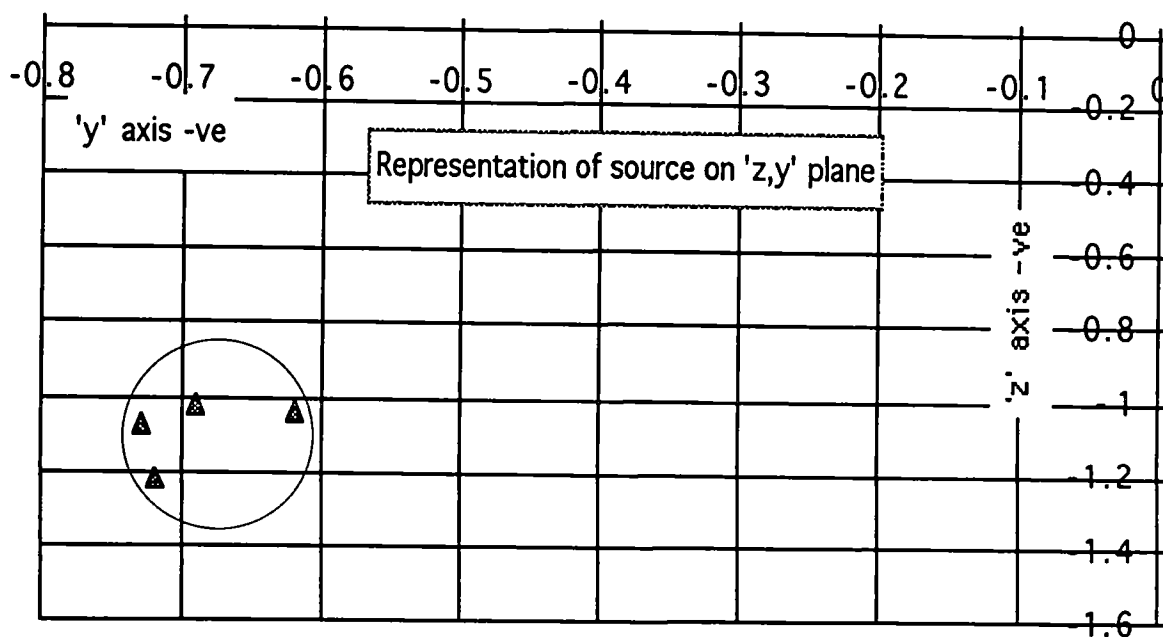 0
-0.8 -0.7 -0.6 -0.5 -0.4 -0.3 -0.2 -0.1 0
-0.2
'y' axis -ve
Representation of source on 'z,y' plane
-0.4
'z' axis -ve
-0.6
-0.8
-1
-1.2
-1.4
-1.6